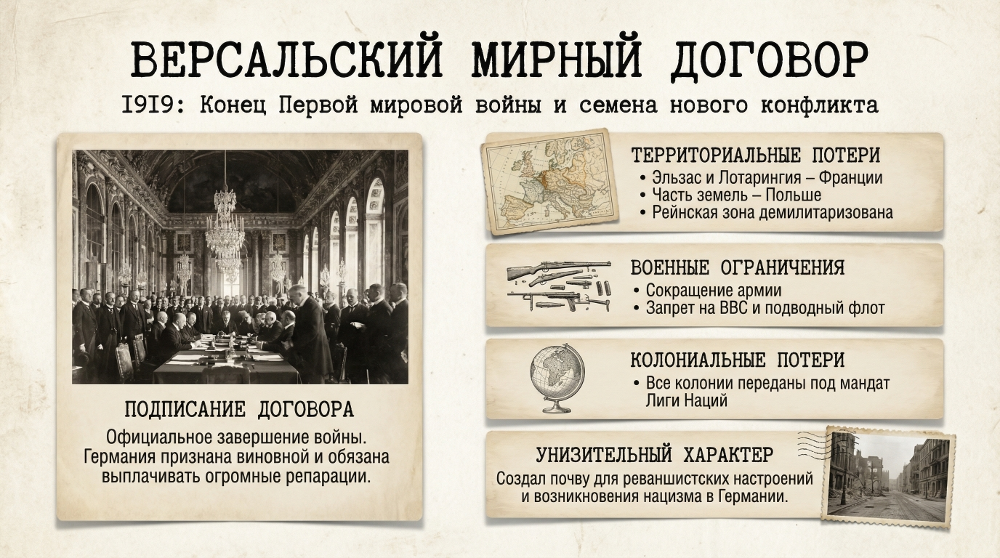 ВЕРСАЛЬСКИЙ МИРНЫЙ ДОГОВОР
1919: Конец Первой мировой войны и семена нового конфликта
ПОДПИСАНИЕ ДОГОВОРА
Официальное завершение войны.
Германия признана виновной и обязана
выплачивать огромные репарации.
ТЕРРИТОРИАЛЬНЫЕ ПОТЕРИ
• Эльзас и Лотарингия – Франции
• Часть земель – Польше
• Рейнская зона демилитаризована
ВОЕННЫЕ ОГРАНИЧЕНИЯ
• Сокращение армии
• Запрет на ВВС и подводный флот
КОЛОНИАЛЬНЫЕ ПОТЕРИ
• Все колонии переданы под мандат
Лиги Наций
УНИЗИТЕЛЬНЫЙ ХАРАКТЕР
Создал почву для реваншистских настроений
и возникновения нацизма в Германии.